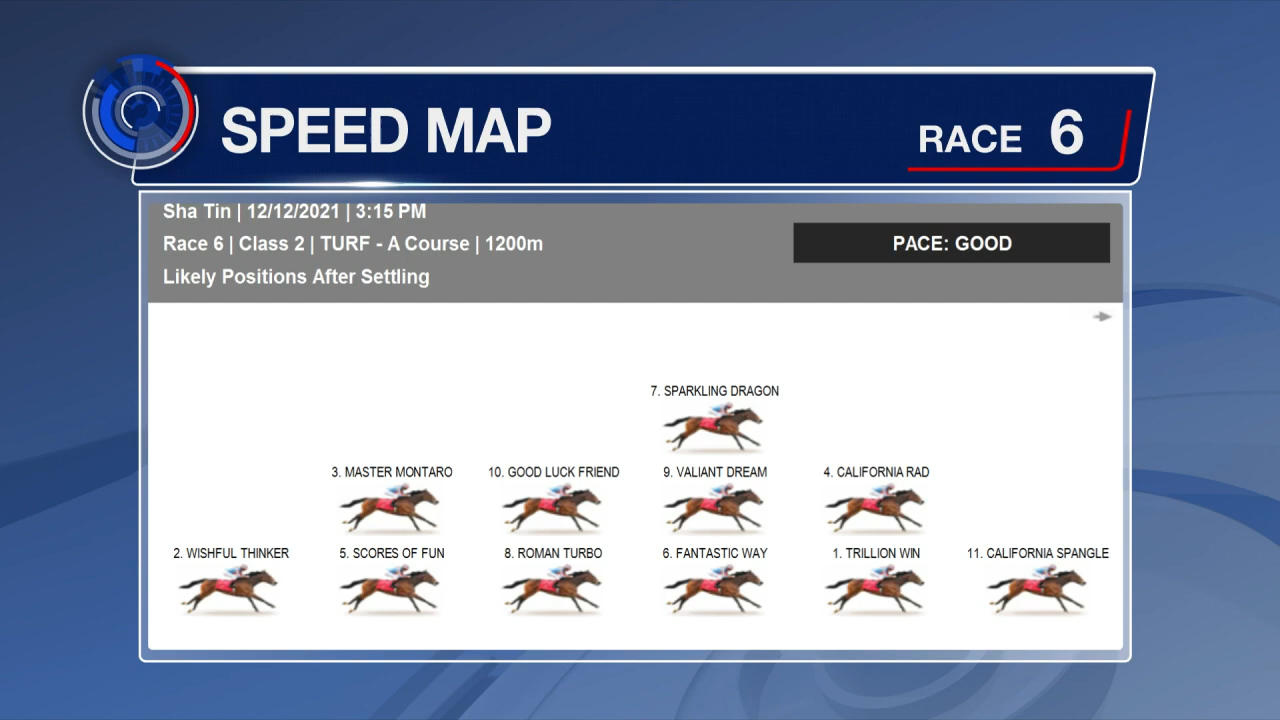 SPEED MAP
RACE 6
Sha Tin | 12/12/2021 | 3:15 PM
Race 6 | Class 2 | TURF - A Course | 1200m
PACE: GOOD
Likely Positions After Settling
7. SPARKLING DRAGON
3. MASTER MONTARO
10. GOOD LUCK FRIEND
9. VALIANT DREAM
4. CALIFORNIA RAD
2. WISHFUL THINKER
5. SCORES OF FUN
8. ROMAN TURBO
6. FANTASTIC WAY
1. TRILLION WIN
11. CALIFORNIA SPANGLE